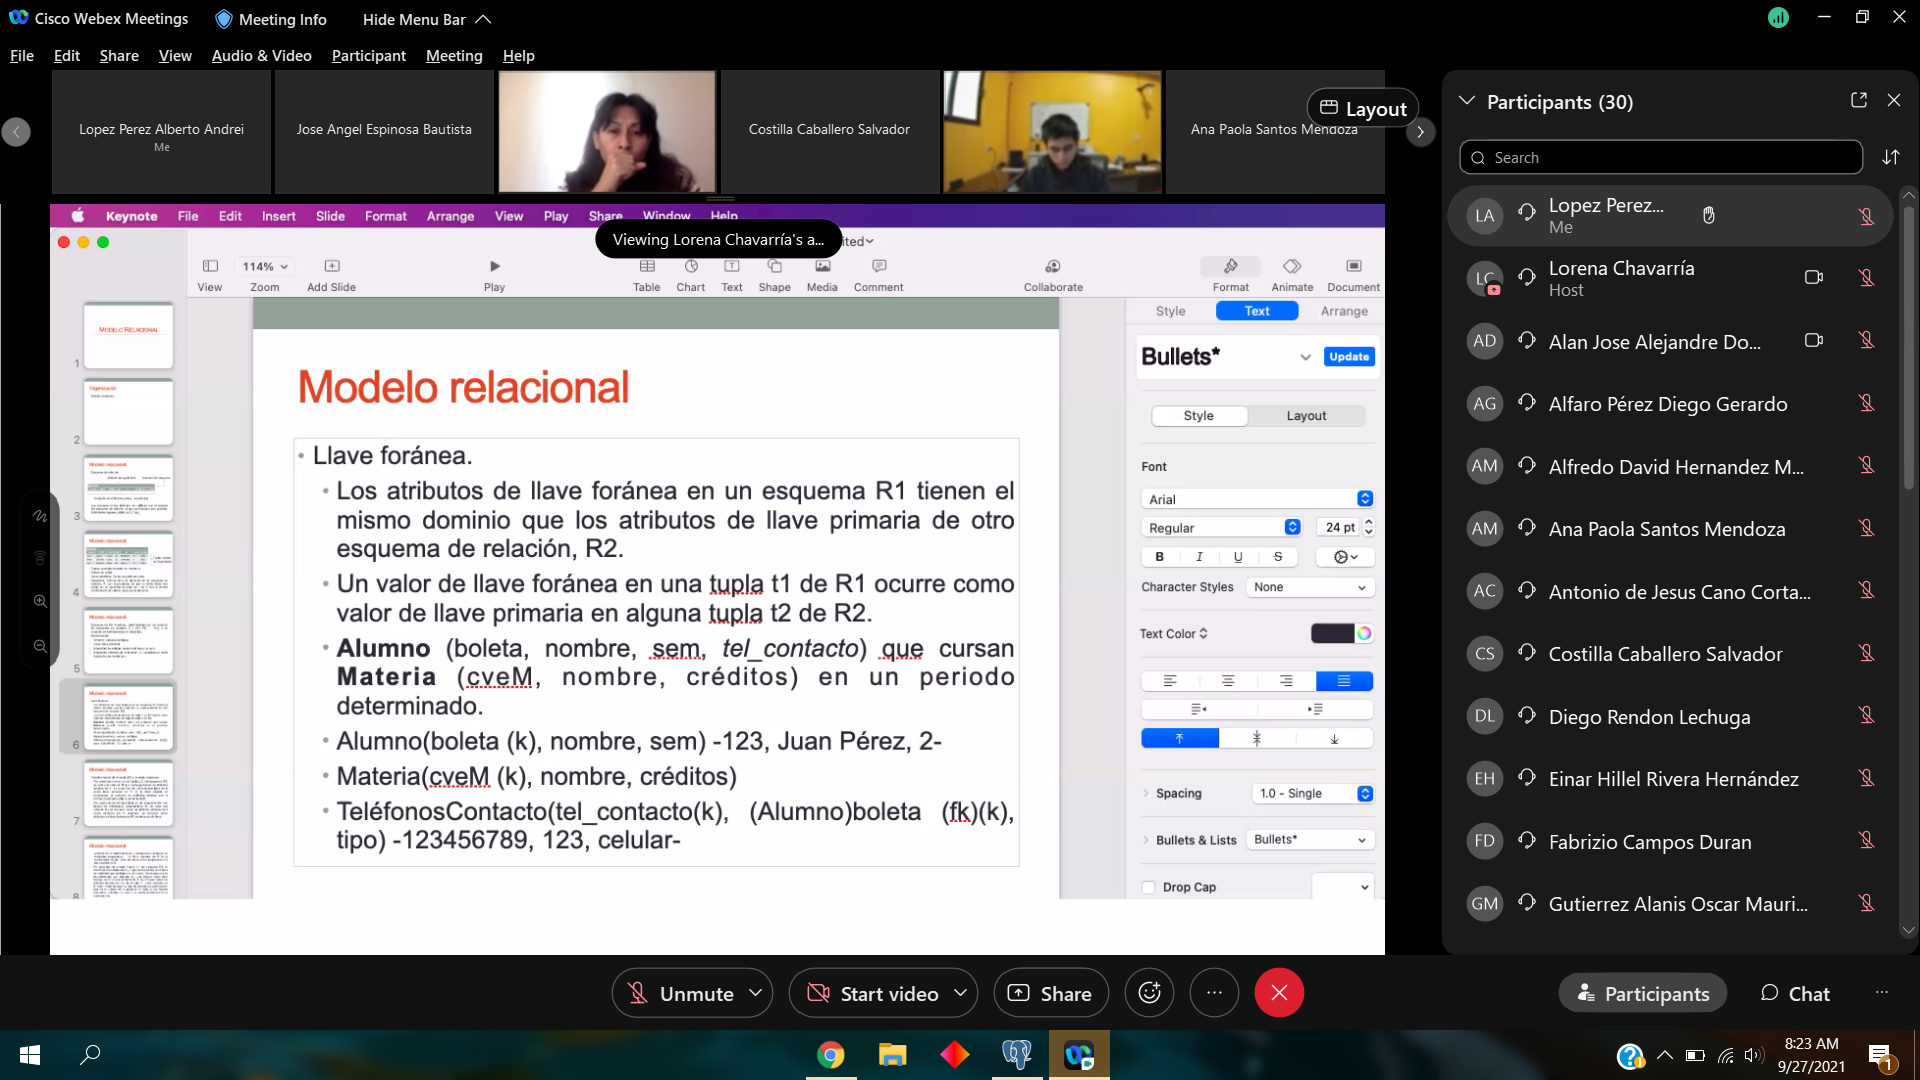 Cisco Webex Meetings
Meeting Info
Hide Menu Bar
File Edit Share View Audio & Video Participant Meeting Help
Lopez Perez Alberto Andrei
Me
Jose Angel Espinosa Bautista
Costilla Caballero Salvador
Ana Paola Santos Mendoza
Layout
Keynote File Edit Insert Slide Format Arrange View Play Share Window Help
Viewing Lorena Chavarría's a...
ited
114%
View Zoom Add Slide Play Table Chart Text Shape Media Comment Collaborate Format Animate Document
MODELO RELACIONAL
1
2
3
4
5
6
7
8
Modelo relacional
• Llave foránea.
• Los atributos de llave foránea en un esquema R1 tienen el
mismo dominio que los atributos de llave primaria de otro
esquema de relación, R2.
• Un valor de llave foránea en una tupla t1 de R1 ocurre como
valor de llave primaria en alguna tupla t2 de R2.
• Alumno (boleta, nombre, sem, tel_contacto) que cursan
Materia (cveM, nombre, créditos) en un periodo
determinado.
• Alumno(boleta (k), nombre, sem) -123, Juan Pérez, 2-
• Materia(cveM (k), nombre, créditos)
• TeléfonosContacto(tel_contacto(k), (Alumno)boleta (fk)(k),
tipo) -123456789, 123, celular-
Style Text Arrange
Bullets*
Update
Style Layout
Font
Arial
Regular 24 pt
B I U S
Character Styles None
Text Color
Spacing 1.0 - Single
Bullets & Lists Bullets*
Drop Cap
Participants (30)
Search
LA Lopez Perez...
Me
LC Lorena Chavarría
Host
AD Alan Jose Alejandre Do...
AG Alfaro Pérez Diego Gerardo
AM Alfredo David Hernandez M...
AM Ana Paola Santos Mendoza
AC Antonio de Jesus Cano Corta...
CS Costilla Caballero Salvador
DL Diego Rendon Lechuga
EH Einar Hillel Rivera Hernández
FD Fabrizio Campos Duran
GM Gutierrez Alanis Oscar Mauri...
Unmute
Start video
Share
Participants
Chat
8:23 AM
9/27/2021
1